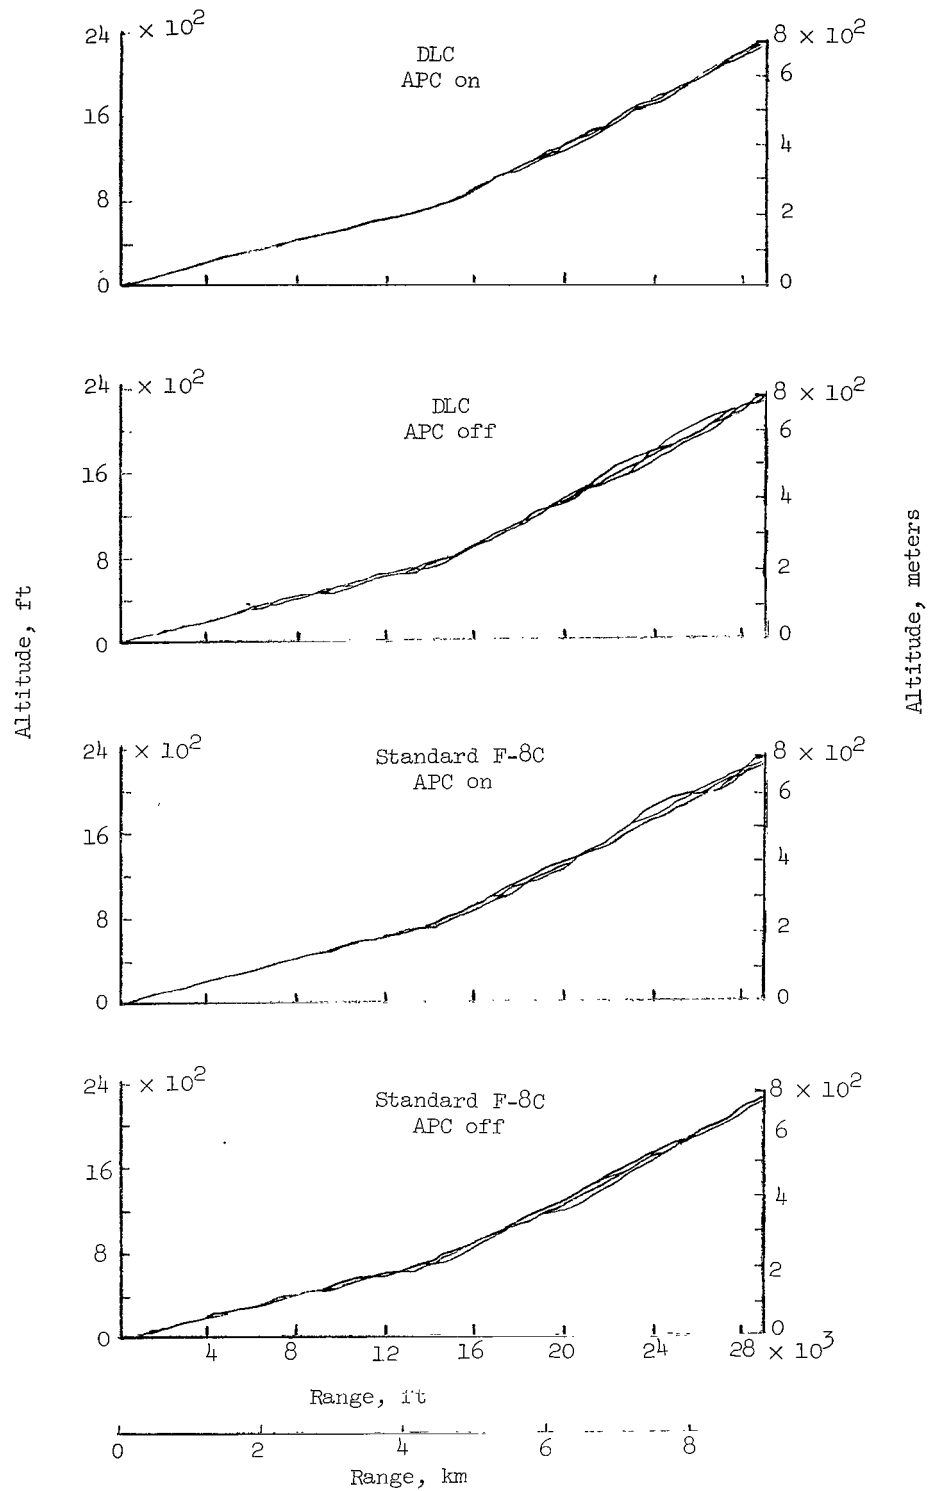 24 × 10²
DLC
APC on
8 × 10²
16
8
0
6
4
2
0
24 × 10²
DLC
APC off
8 × 10²
16
8
0
6
4
2
0
Altitude, ft
Altitude, meters
24 × 10²
Standard F-8C
APC on
8 × 10²
16
8
0
6
4
2
0
24 × 10²
Standard F-8C
APC off
8 × 10²
16
8
0
6
4
2
0
4 8 12 16 20 24 28 × 10³
Range, ft
0 2 4 6 8
Range, km